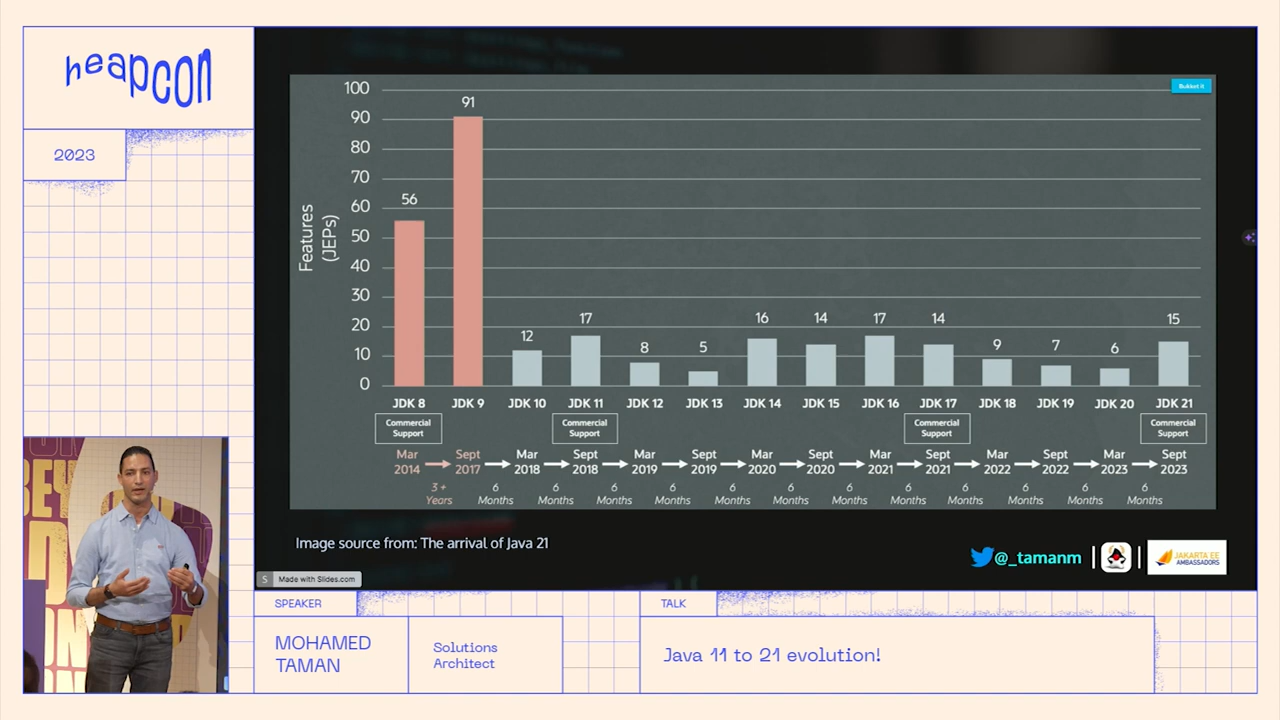 heapcon
2023
Bukket it
100
90
80
70
60
50
40
30
20
10
0
Features
(JEPs)
56
91
12
17
8
5
16
14
17
14
9
7
6
15
JDK 8
JDK 9
JDK 10
JDK 11
JDK 12
JDK 13
JDK 14
JDK 15
JDK 16
JDK 17
JDK 18
JDK 19
JDK 20
JDK 21
Commercial
Support
Commercial
Support
Commercial
Support
Commercial
Support
Mar
2014
Sept
2017
Mar
2018
Sept
2018
Mar
2019
Sept
2019
Mar
2020
Sept
2020
Mar
2021
Sept
2021
Mar
2022
Sept
2022
Mar
2023
Sept
2023
3 +
Years
6
Months
6
Months
6
Months
6
Months
6
Months
6
Months
6
Months
6
Months
6
Months
6
Months
6
Months
6
Months
Image source from: The arrival of Java 21
@_tamanm
JAKARTA EE
AMBASSADORS
S Made with Slides.com
SPEAKER
MOHAMED
TAMAN
Solutions
Architect
TALK
Java 11 to 21 evolution!